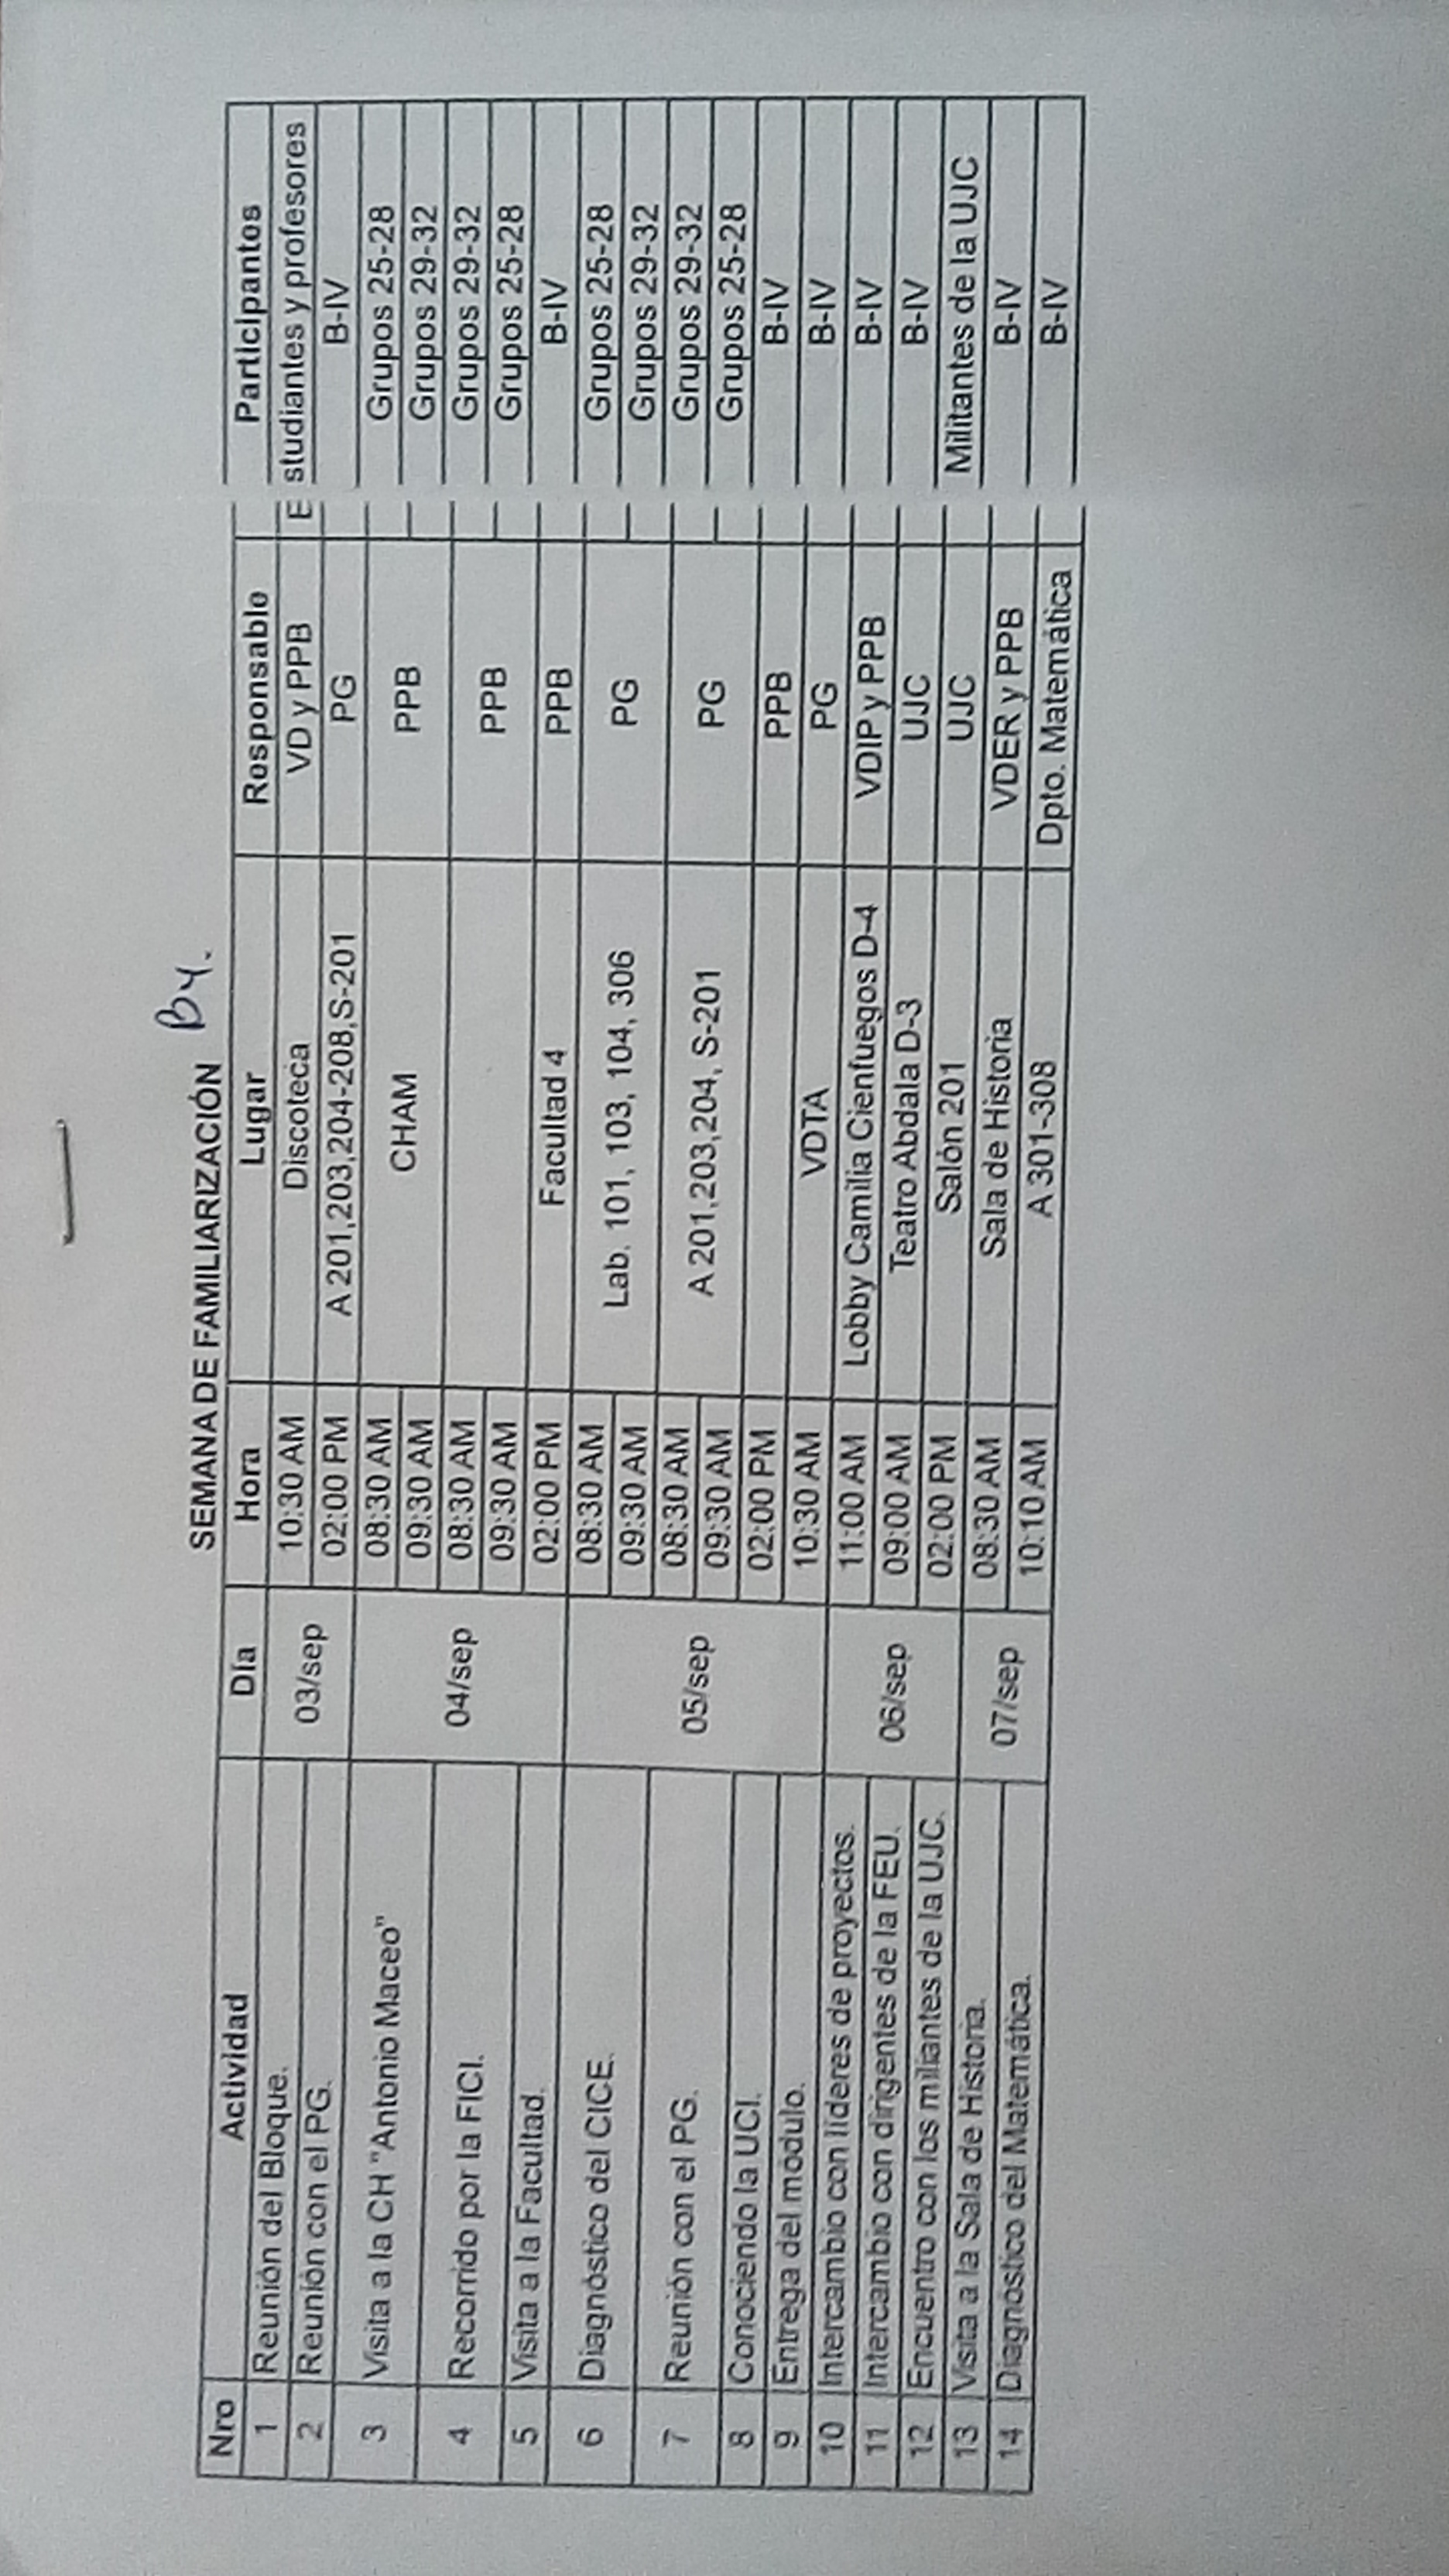 SEMANA DE FAMILIARIZACIÓN B4.
Nro Actividad Día Hora Lugar Responsable Participantes
1 Reunión del Bloque. 03/sep 10:30 AM Discoteca VD y PPB Estudiantes y profesores
2 Reunión con el PG. 02:00 PM A 201,203,204-208,S-201 PG B-IV
3 Visita a la CH "Antonio Maceo" 04/sep 08:30 AM CHAM PPB Grupos 25-28
09:30 AM Grupos 29-32
4 Recorrido por la FICI. 08:30 AM PPB Grupos 29-32
09:30 AM Grupos 25-28
5 Visita a la Facultad. 02:00 PM Facultad 4 PPB B-IV
6 Diagnóstico del CICE. 05/sep 08:30 AM Lab. 101, 103, 104, 306 PG Grupos 25-28
09:30 AM Grupos 29-32
7 Reunión con el PG. 08:30 AM A 201,203,204, S-201 PG Grupos 29-32
09:30 AM Grupos 25-28
8 Conociendo la UCI. 02:00 PM PPB B-IV
9 Entrega del módulo. 10:30 AM VDTA PG B-IV
10 Intercambio con líderes de proyectos. 06/sep 11:00 AM Lobby Camilia Cienfuegos D-4 VDIP y PPB B-IV
11 Intercambio con dirigentes de la FEU. 09:00 AM Teatro Abdala D-3 UJC B-IV
12 Encuentro con los miliantes de la UJC. 02:00 PM Salón 201 UJC Militantes de la UJC
13 Visita a la Sala de Historia. 07/sep 08:30 AM Sala de Historia VDER y PPB B-IV
14 Diagnóstico del Matemática. 10:10 AM A 301-308 Dpto. Matemática B-IV